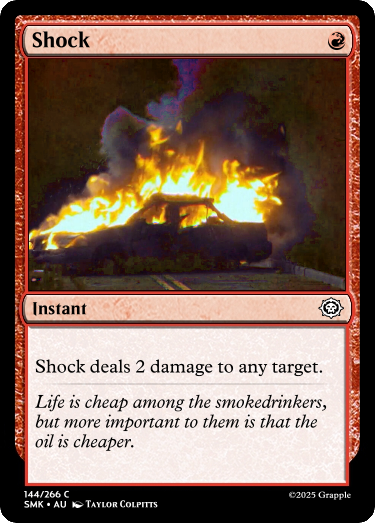 Shock
Instant
Shock deals 2 damage to any target.
Life is cheap among the smokedrinkers,
but more important to them is that the
oil is cheaper.
144/266 C
SMK • AU Taylor Colpitts
©2025 Grapple